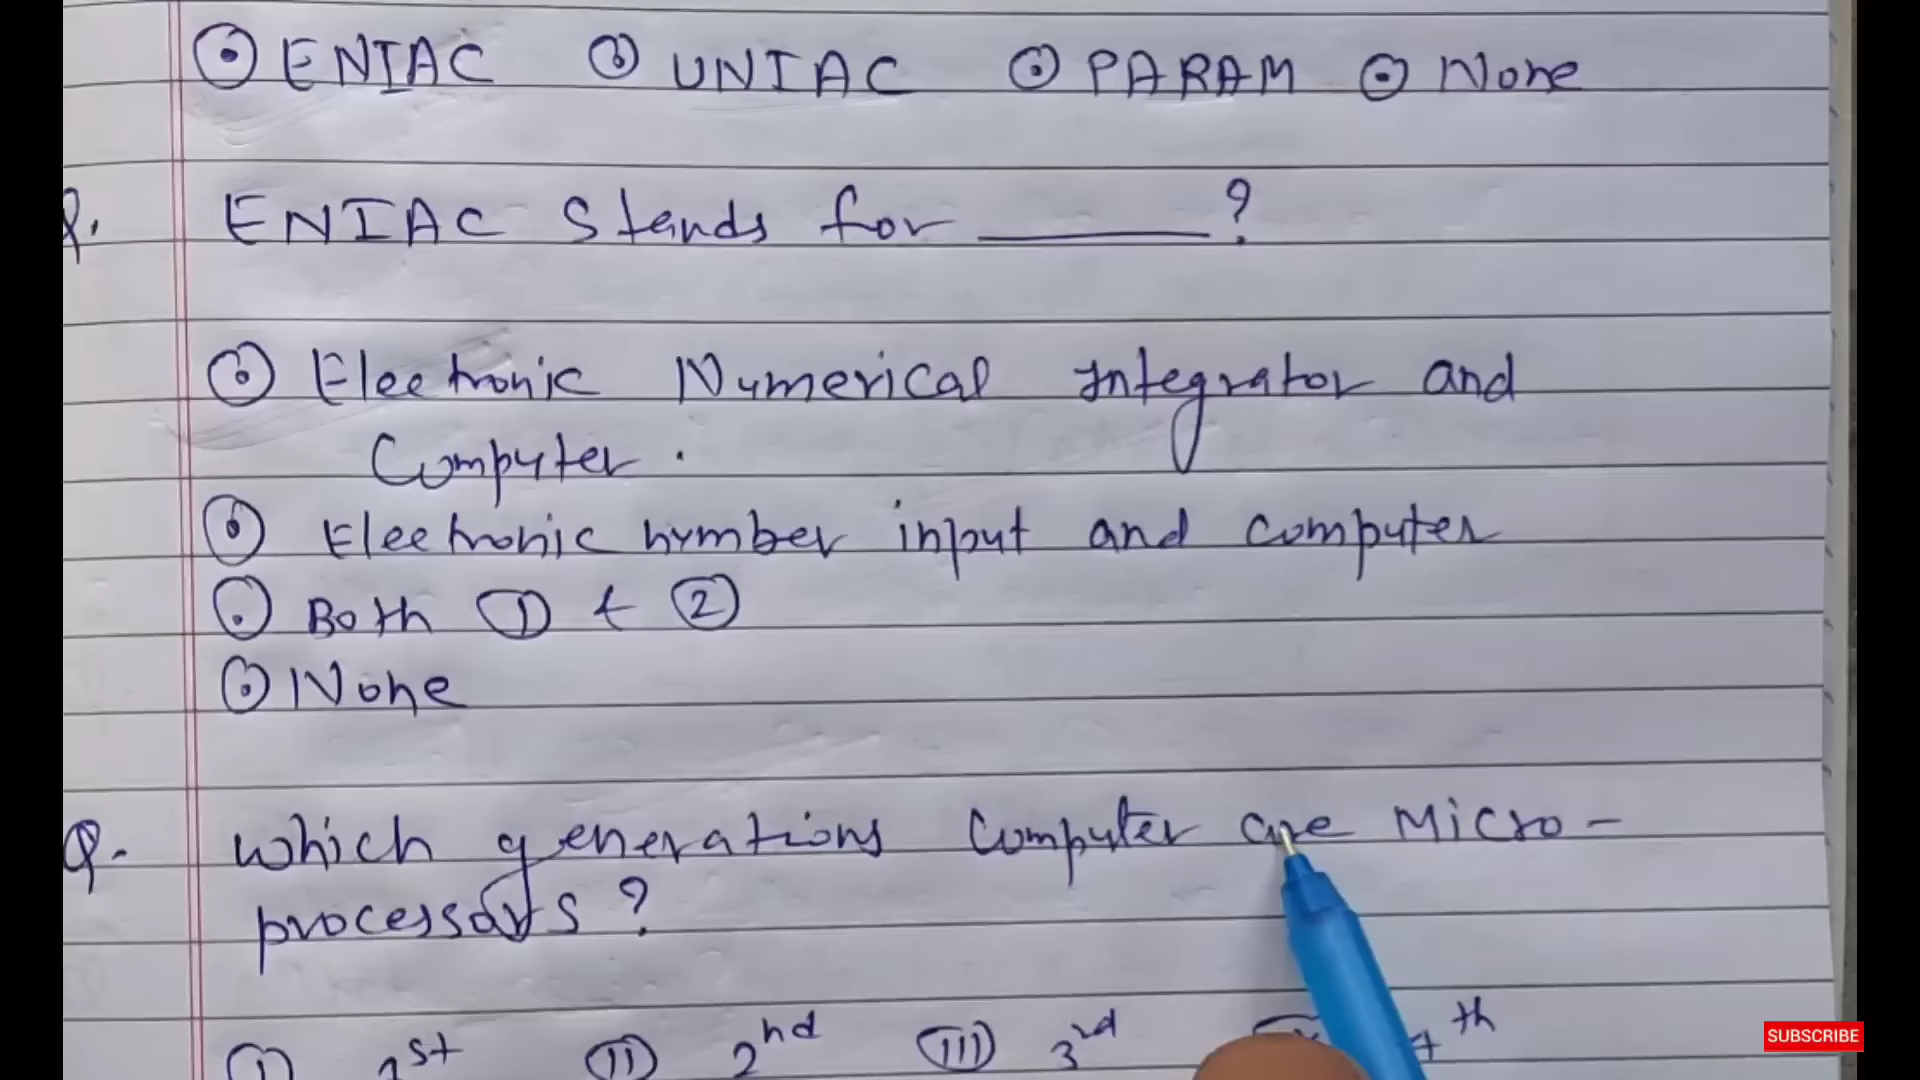 ENIAC UNIAC PARAM None
Q. ENIAC Stands for ______?
Electronic Numerical Integrator and
Computer.
Electronic number input and computer
Both ① & ②
None
Q. Which generations Computer are Micro-
processors?
Ⓘ 1st Ⓘⓘ 2nd Ⓘⓘⓘ 3rd th
SUBSCRIBE